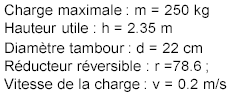 Charge maximale : m = 250 kg
Hauteur utile : h = 2.35 m
Diamètre tambour : d = 22 cm
Réducteur réversible : r =78.6 ;
Vitesse de la charge : v = 0.2 m/s